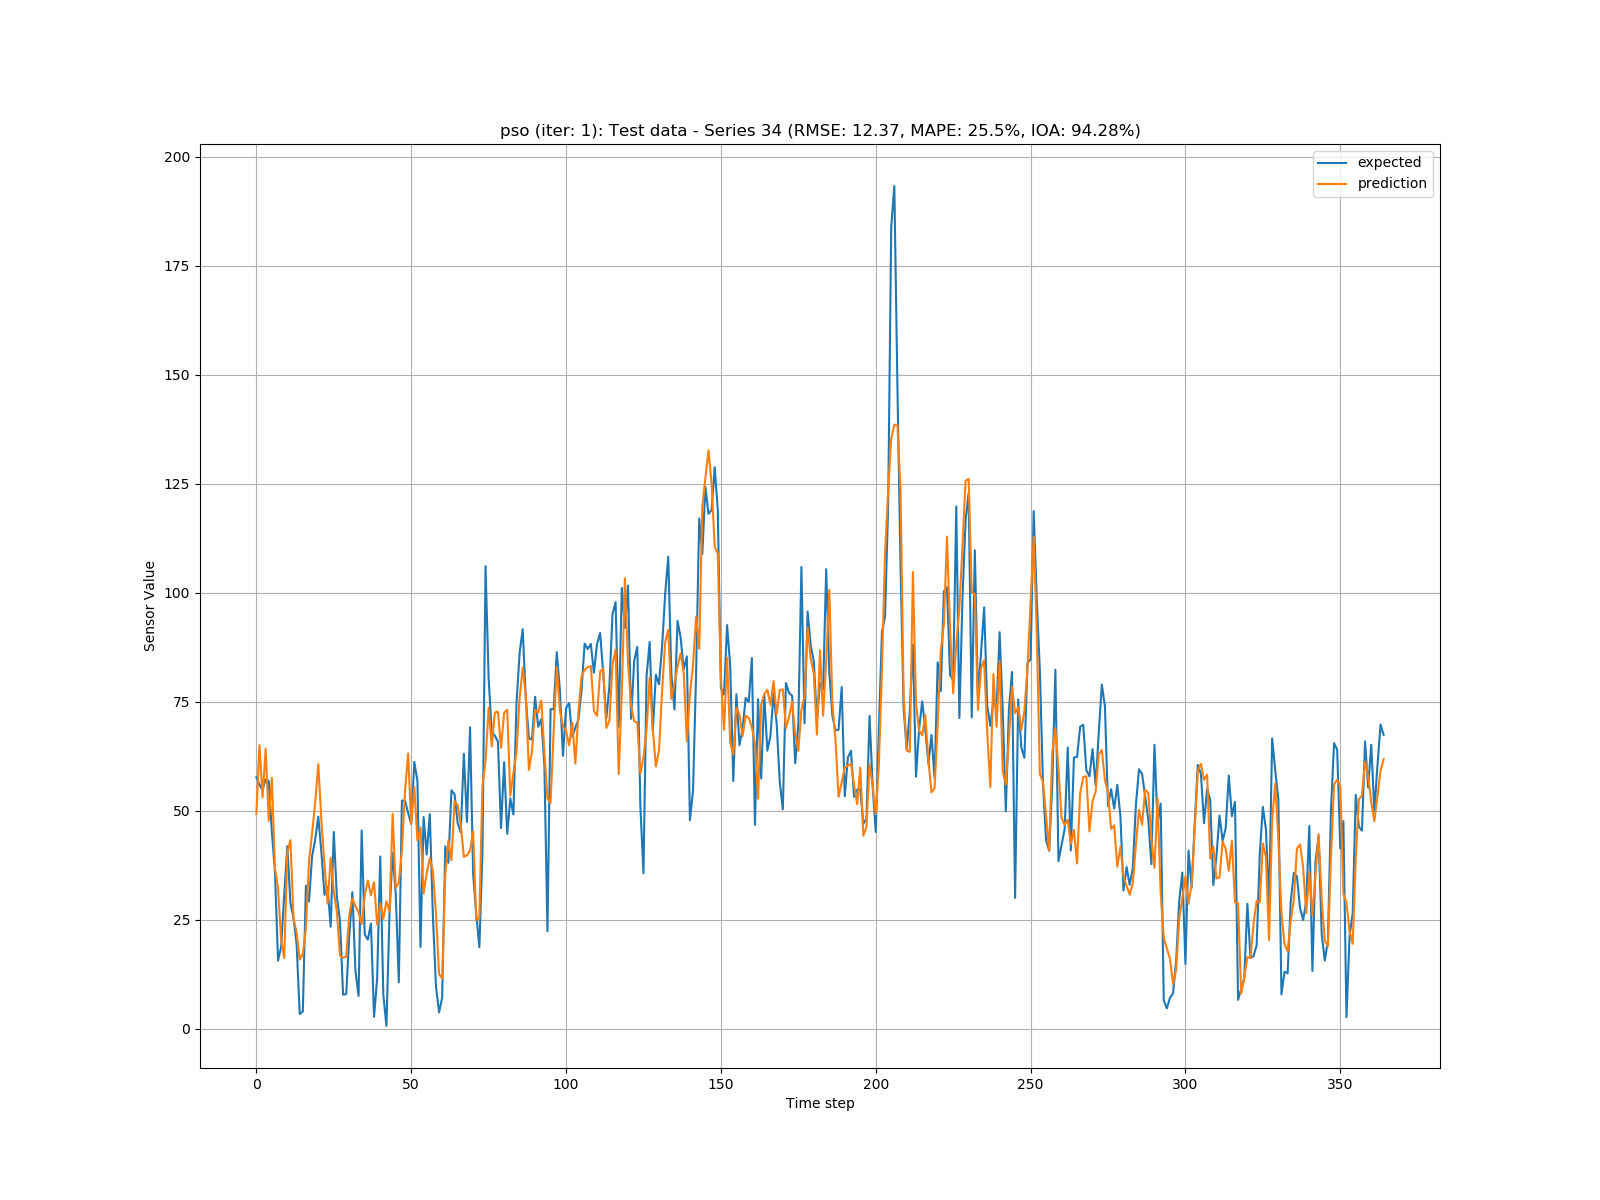 pso (iter: 1): Test data - Series 34 (RMSE: 12.37, MAPE: 25.5%, IOA: 94.28%)
expected
prediction
200
175
150
125
100
75
50
25
0
Sensor Value
0 50 100 150 200 250 300 350
Time step